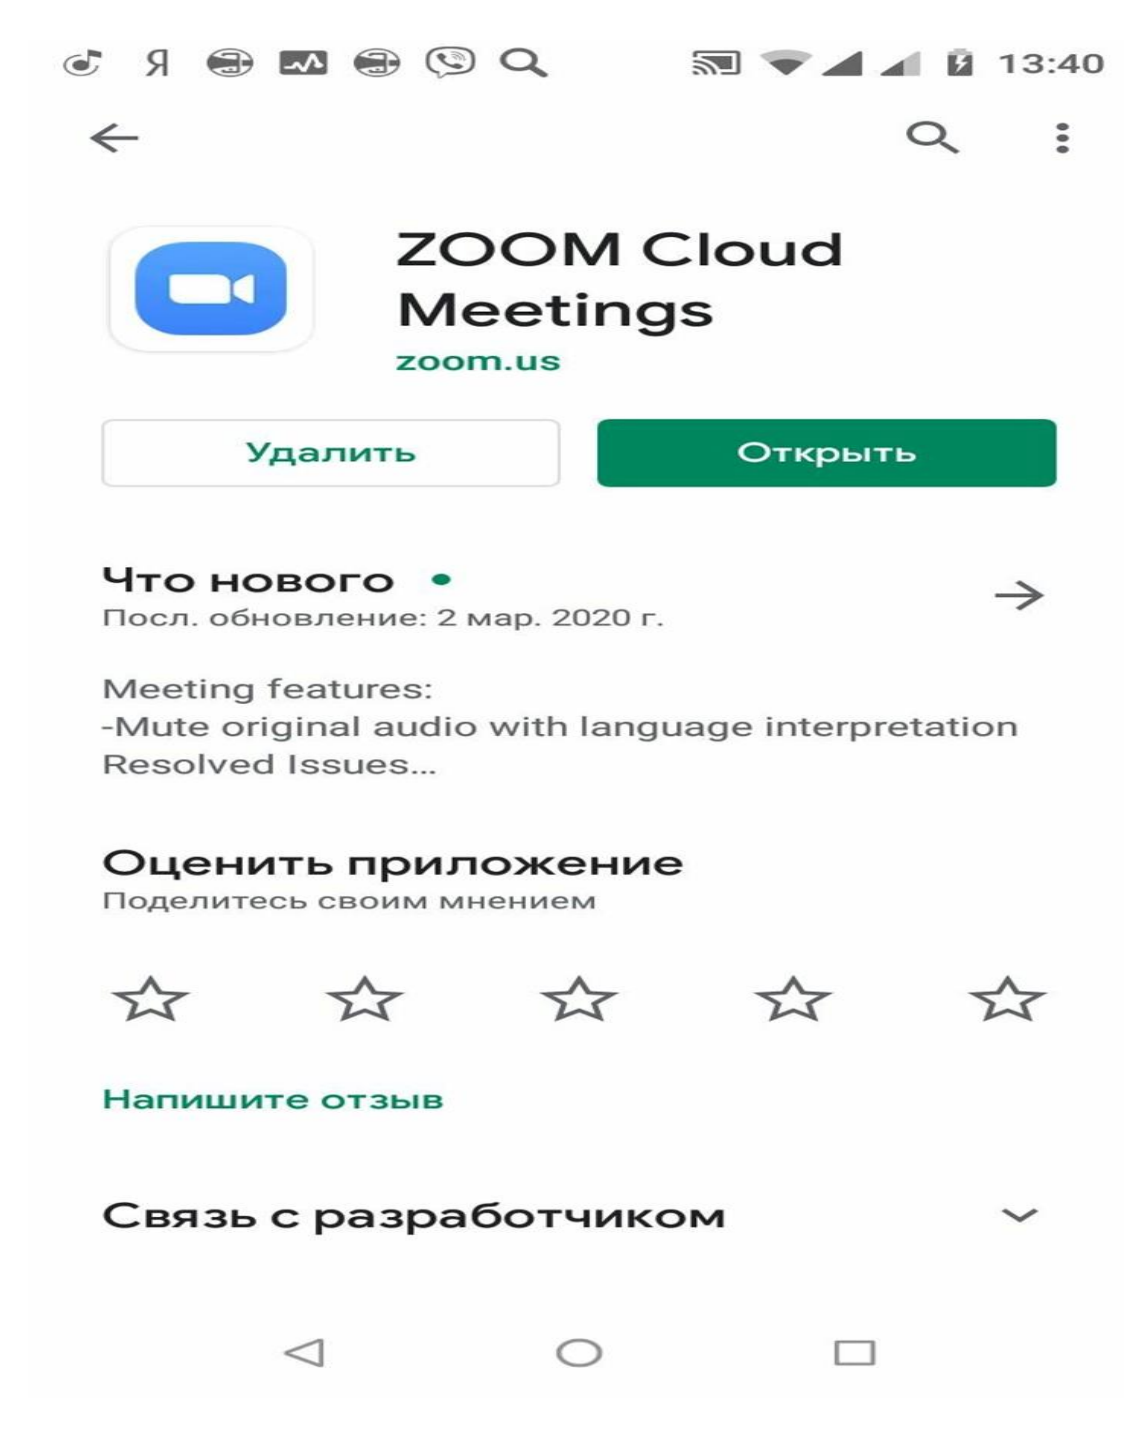 Я 13:40
ZOOM Cloud
Meetings
zoom.us
Удалить Открыть
Что нового
Посл. обновление: 2 мар. 2020 г.
Meeting features:
-Mute original audio with language interpretation
Resolved Issues...
Оценить приложение
Поделитесь своим мнением
Напишите отзыв
Связь с разработчиком